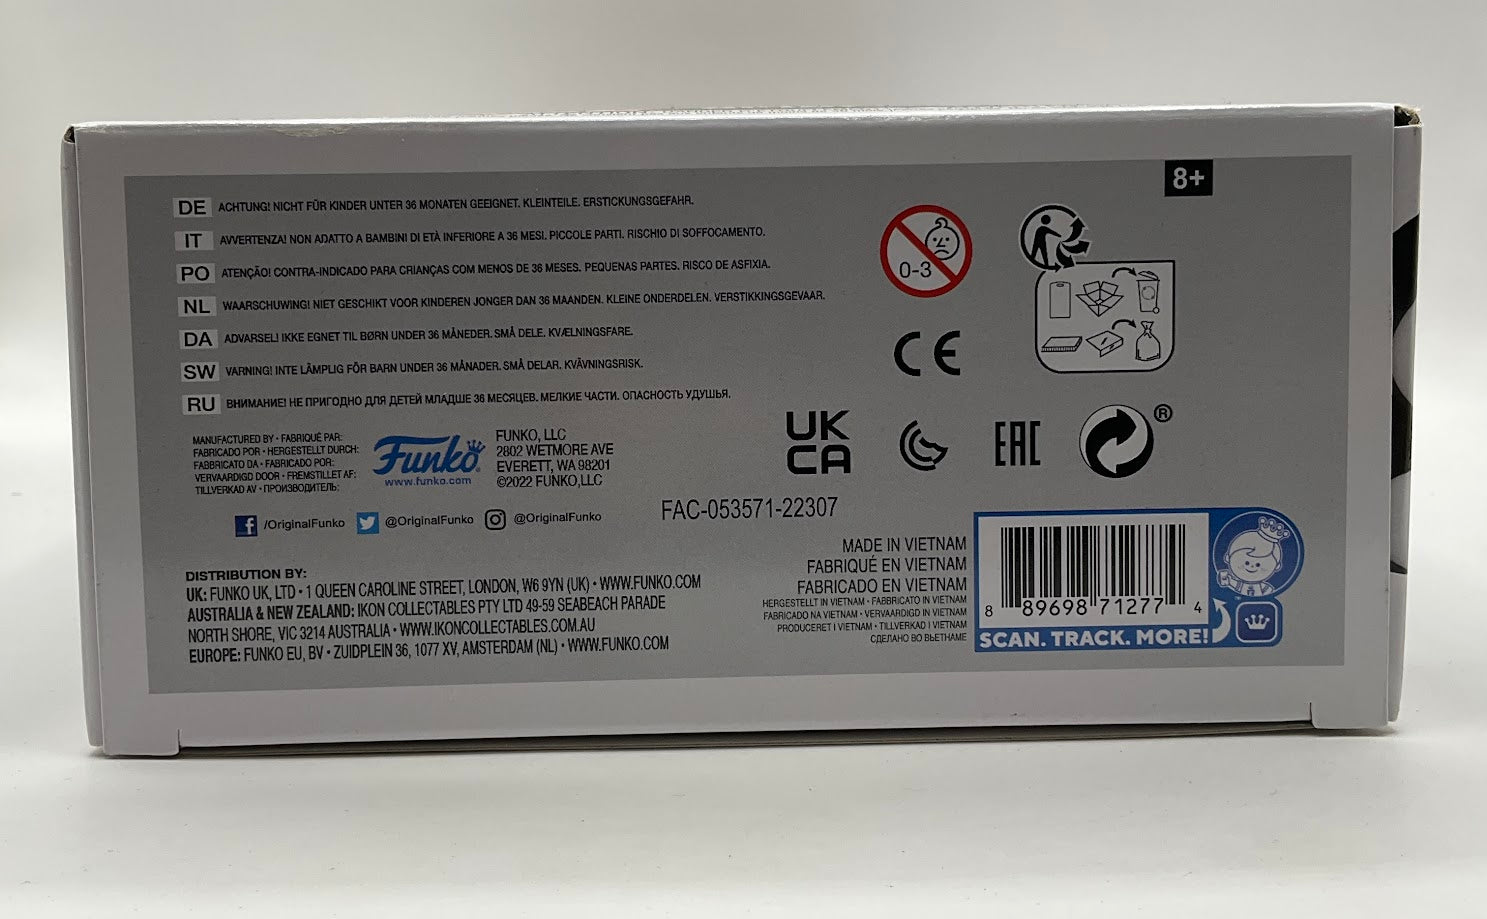 8+
DE ACHTUNG! NICHT FÜR KINDER UNTER 36 MONATEN GEEIGNET. KLEINTEILE. ERSTICKUNGSGEFAHR.
IT AVVERTENZA! NON ADATTO A BAMBINI DI ETÀ INFERIORE A 36 MESI. PICCOLE PARTI. RISCHIO DI SOFFOCAMENTO.
PO ATENÇÃO! CONTRA-INDICADO PARA CRIANÇAS COM MENOS DE 36 MESES. PEQUENAS PARTES. RISCO DE ASFIXIA.
NL WAARSCHUWING! NIET GESCHIKT VOOR KINDEREN JONGER DAN 36 MAANDEN. KLEINE ONDERDELEN. VERSTIKKINGSGEVAAR.
DA ADVARSEL! IKKE EGNET TIL BØRN UNDER 36 MÅNEDER. SMÅ DELE. KVÆLNINGSFARE.
SW VARNING! INTE LÄMPLIG FÖR BARN UNDER 36 MÅNADER. SMÅ DELAR. KVÄVNINGSRISK.
RU ВНИМАНИЕ! НЕ ПРИГОДНО ДЛЯ ДЕТЕЙ МЛАДШЕ 36 МЕСЯЦЕВ. МЕЛКИЕ ЧАСТИ. ОПАСНОСТЬ УДУШЬЯ.
0-3
CE
UK
CA
EAC
®
MANUFACTURED BY • FABRIQUÉ PAR:
FABRICADO POR • HERGESTELLT DURCH:
FABBRICATO DA • FABRICADO POR:
VERVAARDIGD DOOR • FREMSTILLET AF:
TILLVERKAD AV • ПРОИЗВОДИТЕЛЬ:
Funko®
www.funko.com
FUNKO, LLC
2802 WETMORE AVE
EVERETT, WA 98201
©2022 FUNKO,LLC
/OriginalFunko @OriginalFunko @OriginalFunko
FAC-053571-22307
DISTRIBUTION BY:
UK: FUNKO UK, LTD • 1 QUEEN CAROLINE STREET, LONDON, W6 9YN (UK) • WWW.FUNKO.COM
AUSTRALIA & NEW ZEALAND: IKON COLLECTABLES PTY LTD 49-59 SEABEACH PARADE
NORTH SHORE, VIC 3214 AUSTRALIA • WWW.IKONCOLLECTABLES.COM.AU
EUROPE: FUNKO EU, BV • ZUIDPLEIN 36, 1077 XV, AMSTERDAM (NL) • WWW.FUNKO.COM
MADE IN VIETNAM
FABRIQUÉ EN VIETNAM
FABRICADO EN VIETNAM
HERGESTELLT IN VIETNAM • FABBRICATO IN VIETNAM
FABRICADO NA VIETNAM • VERVAARDIGD IN VIETNAM
PRODUCERET I VIETNAM • TILLVERKAD I VIETNAM
СДЕЛАНО ВО ВЬЕТНАМЕ
8 89698 71277 4
SCAN. TRACK. MORE!